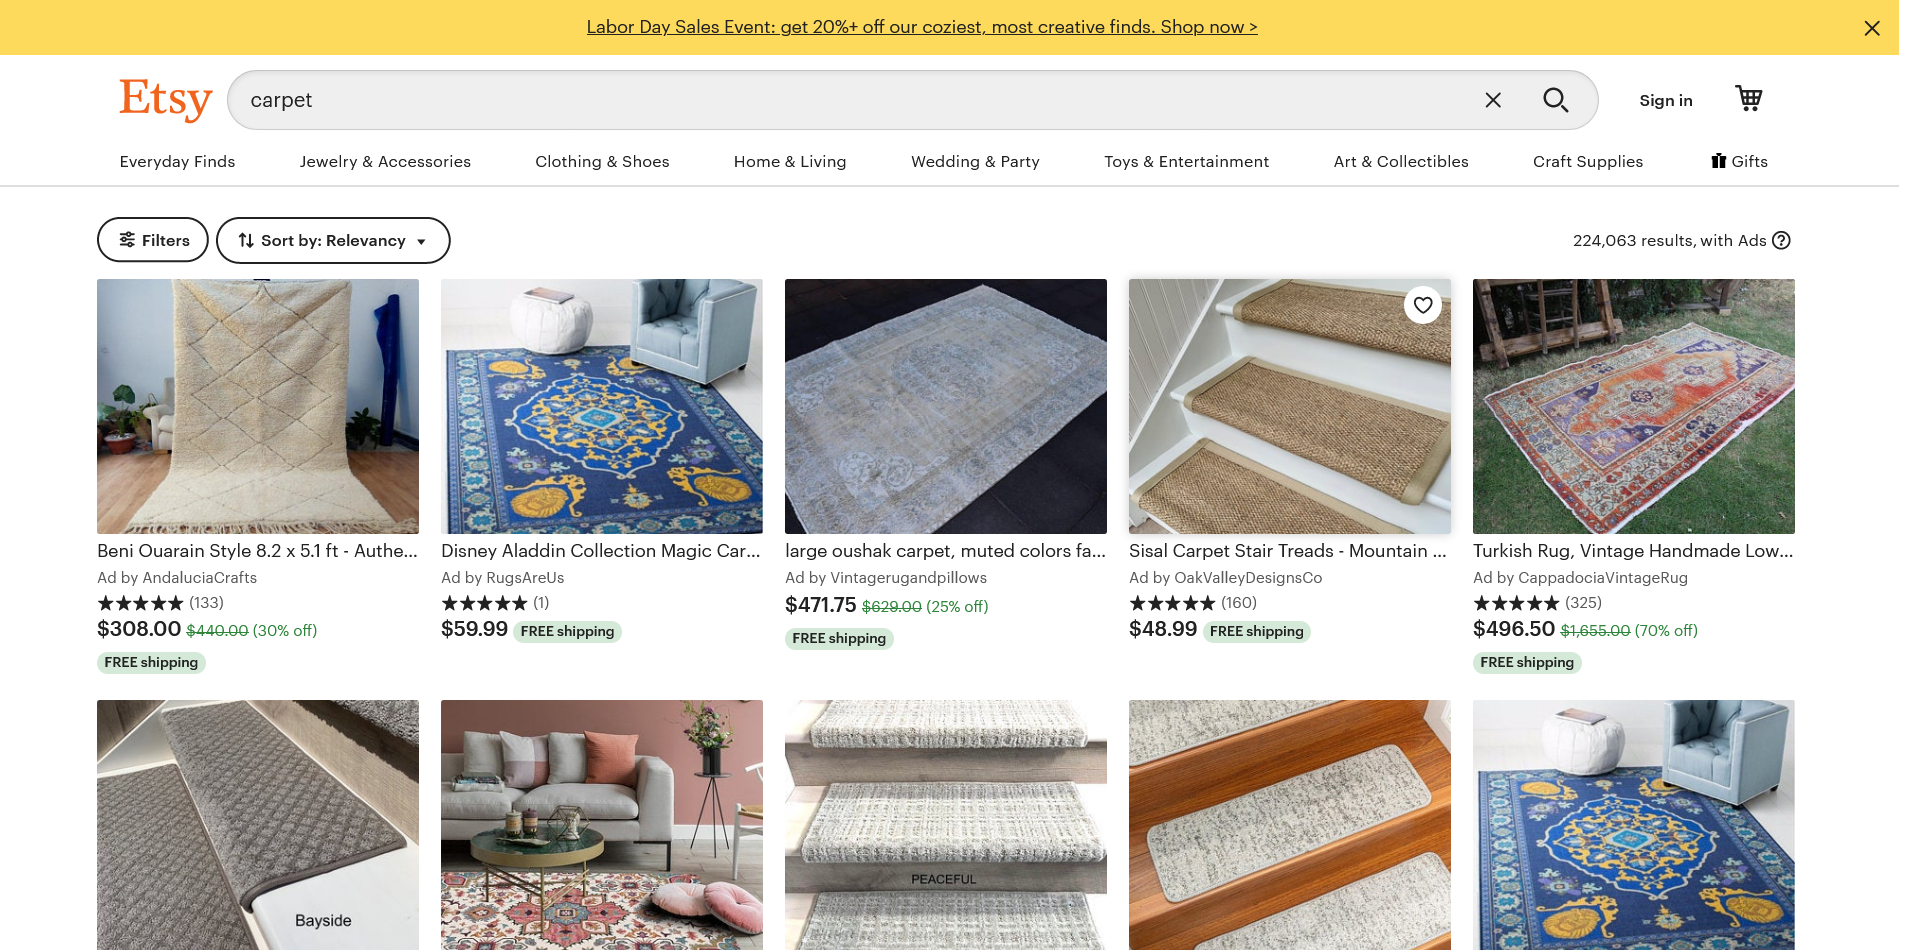 Labor Day Sales Event: get 20%+ off our coziest, most creative finds. Shop now >
Etsy
carpet
Sign in
Everyday Finds
Jewelry & Accessories
Clothing & Shoes
Home & Living
Wedding & Party
Toys & Entertainment
Art & Collectibles
Craft Supplies
Gifts
Filters
Sort by: Relevancy
224,063 results, with Ads
Beni Ouarain Style 8.2 x 5.1 ft - Authe...
Ad by AndaluciaCrafts
(133)
$308.00 $440.00 (30% off)
FREE shipping
Disney Aladdin Collection Magic Car...
Ad by RugsAreUs
(1)
$59.99 FREE shipping
large oushak carpet, muted colors fa...
Ad by Vintagerugandpillows
$471.75 $629.00 (25% off)
FREE shipping
Sisal Carpet Stair Treads - Mountain ...
Ad by OakValleyDesignsCo
(160)
$48.99 FREE shipping
Turkish Rug, Vintage Handmade Low...
Ad by CappadociaVintageRug
(325)
$496.50 $1,655.00 (70% off)
FREE shipping
Bayside
PEACEFUL